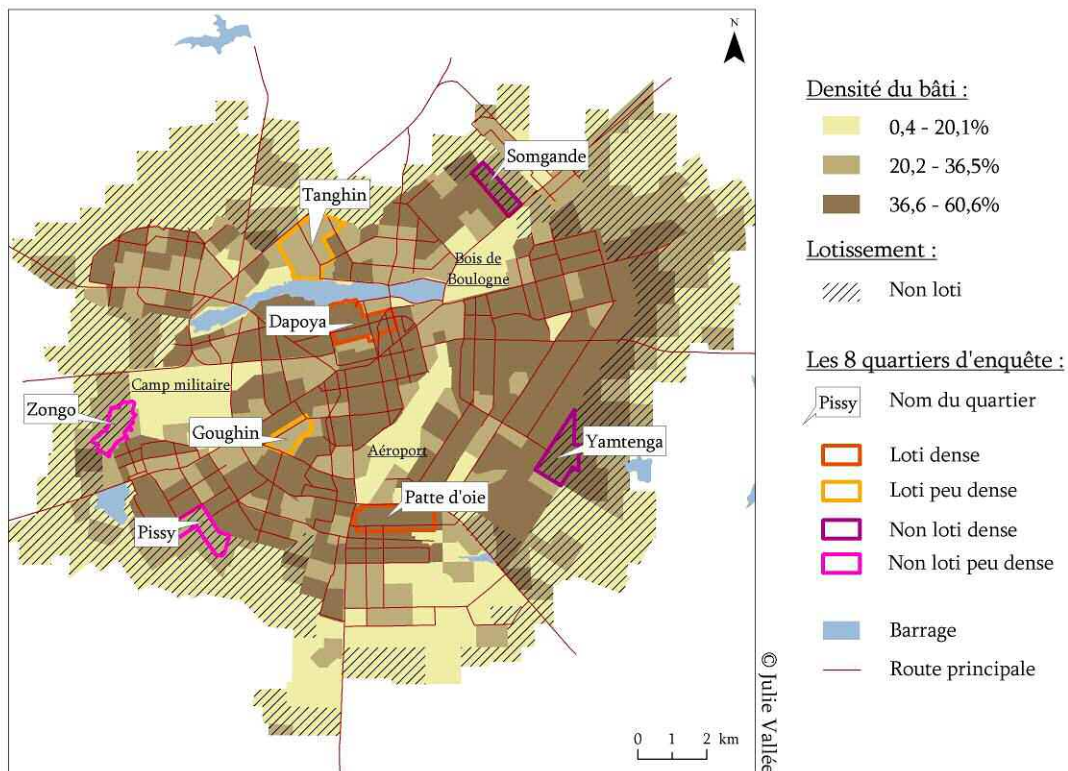 N
Somgande
Tanghin
Bois de
Boulogne
Dapoya
Camp militaire
Zongo
Goughin
Aéroport
Yamtenga
Patte d'oie
Pissy
0 1 2 km
© Julie Vallée
Densité du bâti :
0,4 - 20,1%
20,2 - 36,5%
36,6 - 60,6%
Lotissement :
Non loti
Les 8 quartiers d'enquête :
Pissy Nom du quartier
Loti dense
Loti peu dense
Non loti dense
Non loti peu dense
Barrage
Route principale